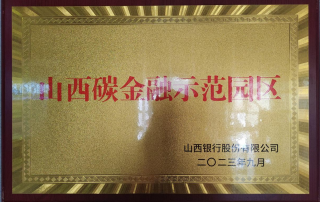 山西碳金融示范园区
山西银行股份有限公司
二〇二三年九月